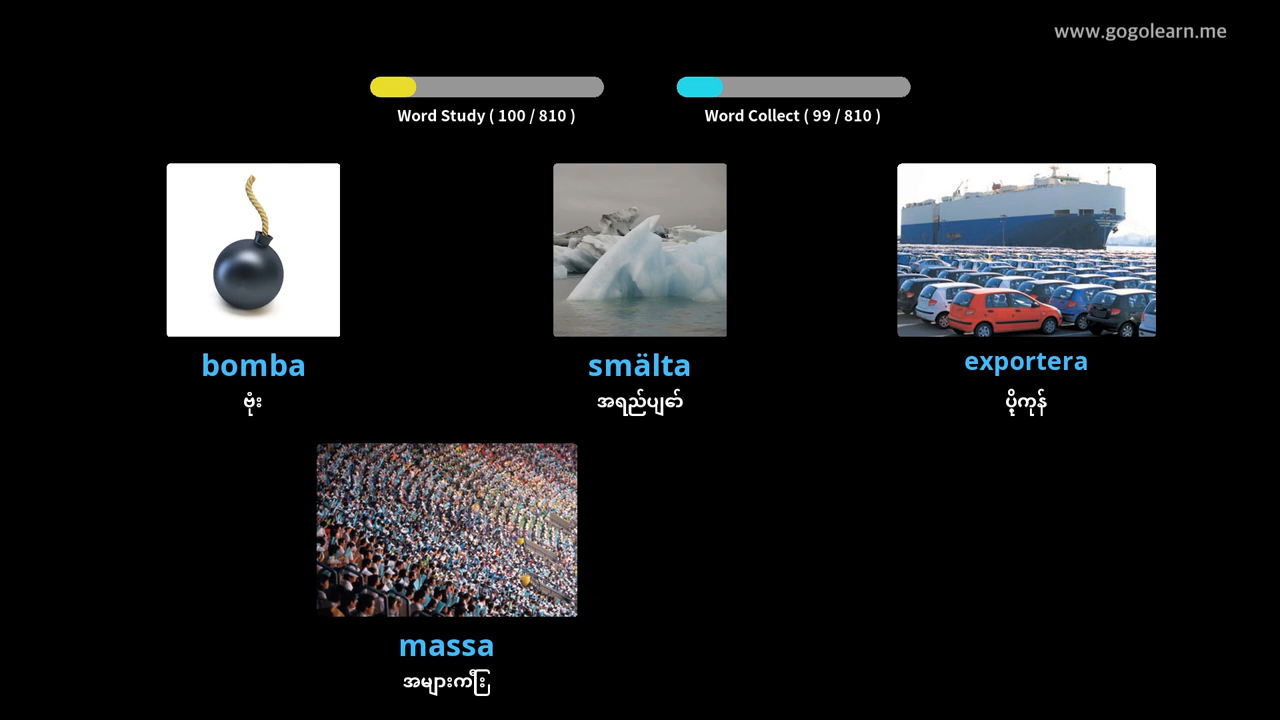 www.gogolearn.me
Word Study ( 100 / 810 )
Word Collect ( 99 / 810 )
bomba
ဗုံး
smälta
အရည်ပျော်
exportera
ပို့ကုန်
massa
အများကြီး